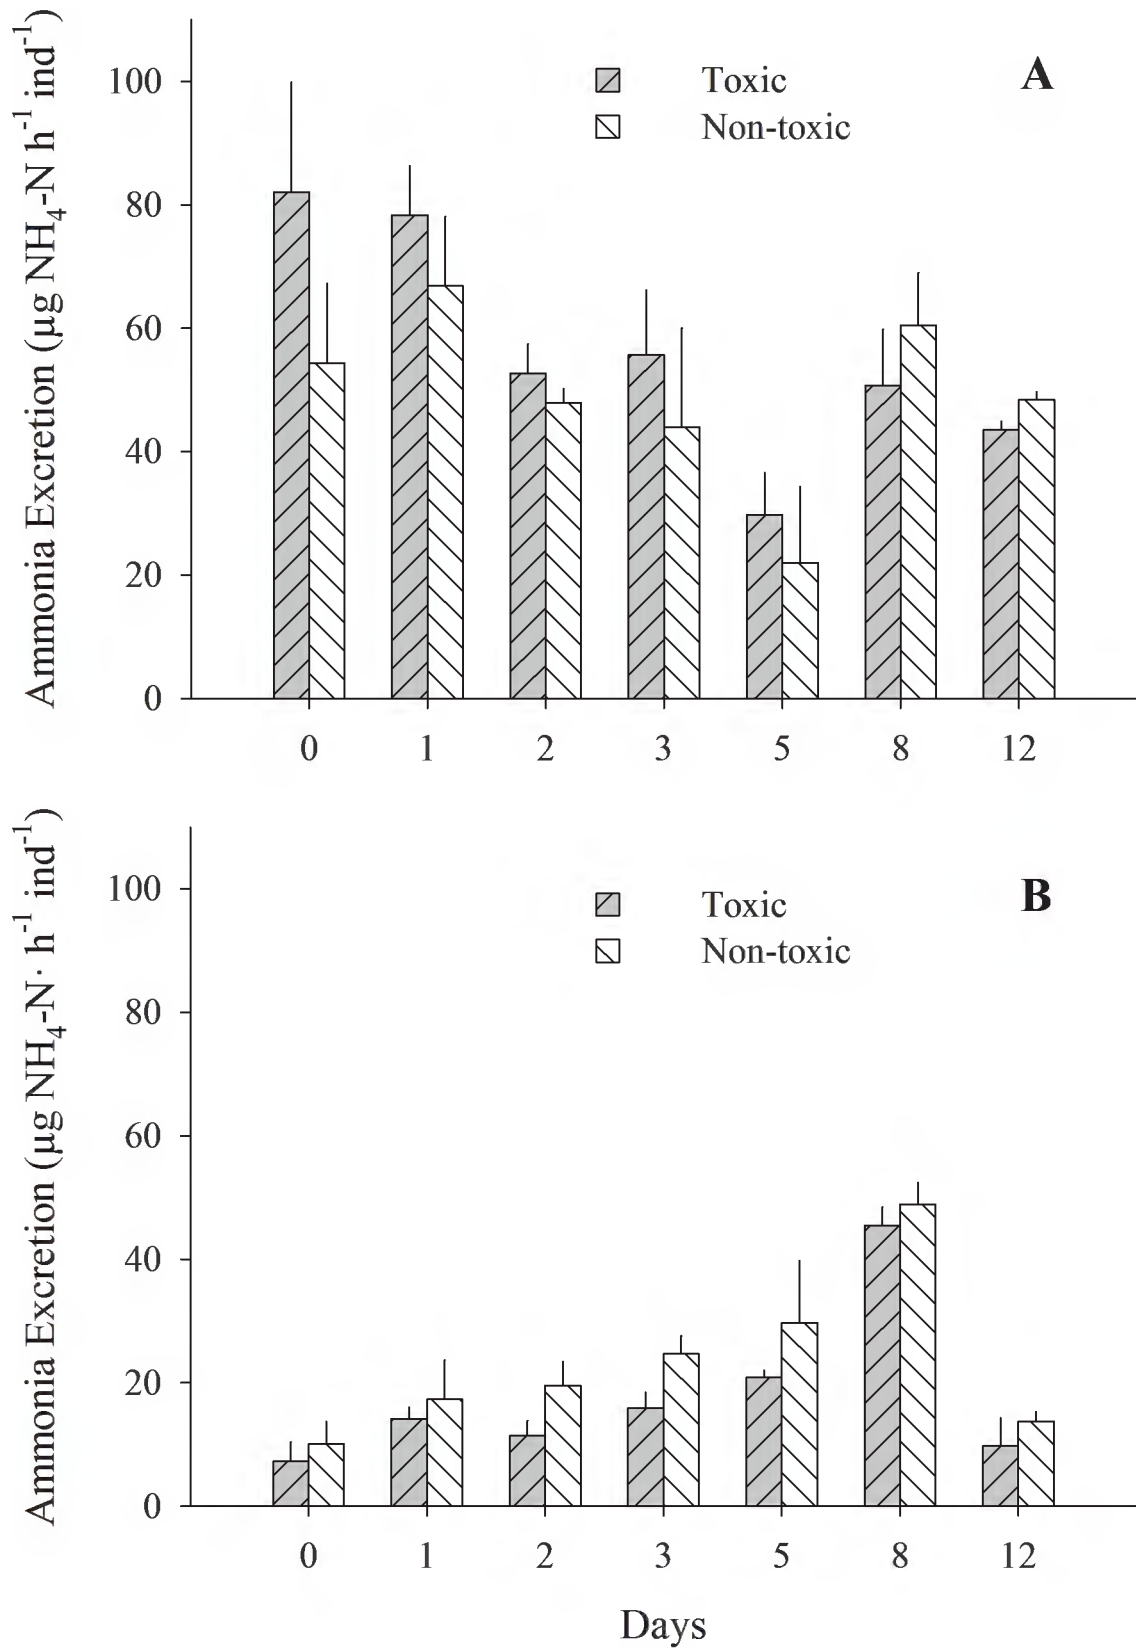 Ammonia Excretion (µg NH₄-N h⁻¹ ind⁻¹)
A
Toxic
Non-toxic
100
80
60
40
20
0
0 1 2 3 5 8 12
Ammonia Excretion (µg NH₄-N· h⁻¹ ind⁻¹)
B
Toxic
Non-toxic
100
80
60
40
20
0
0 1 2 3 5 8 12
Days